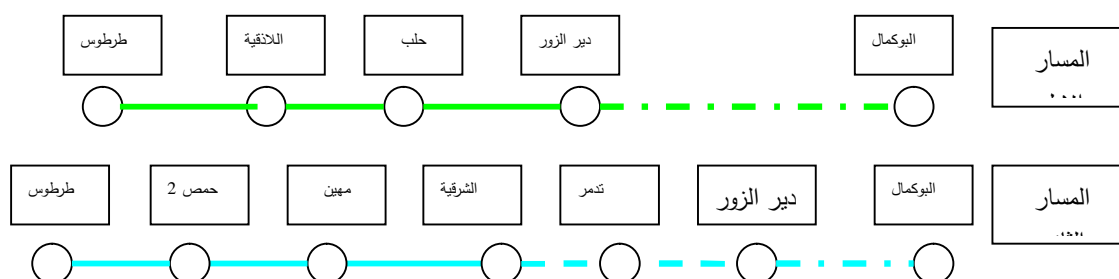 المسار
البوكمال
دير الزور
حلب
اللاذقية
طرطوس
المسار
البوكمال
دير الزور
تدمر
الشرقية
مهين
حمص 2
طرطوس